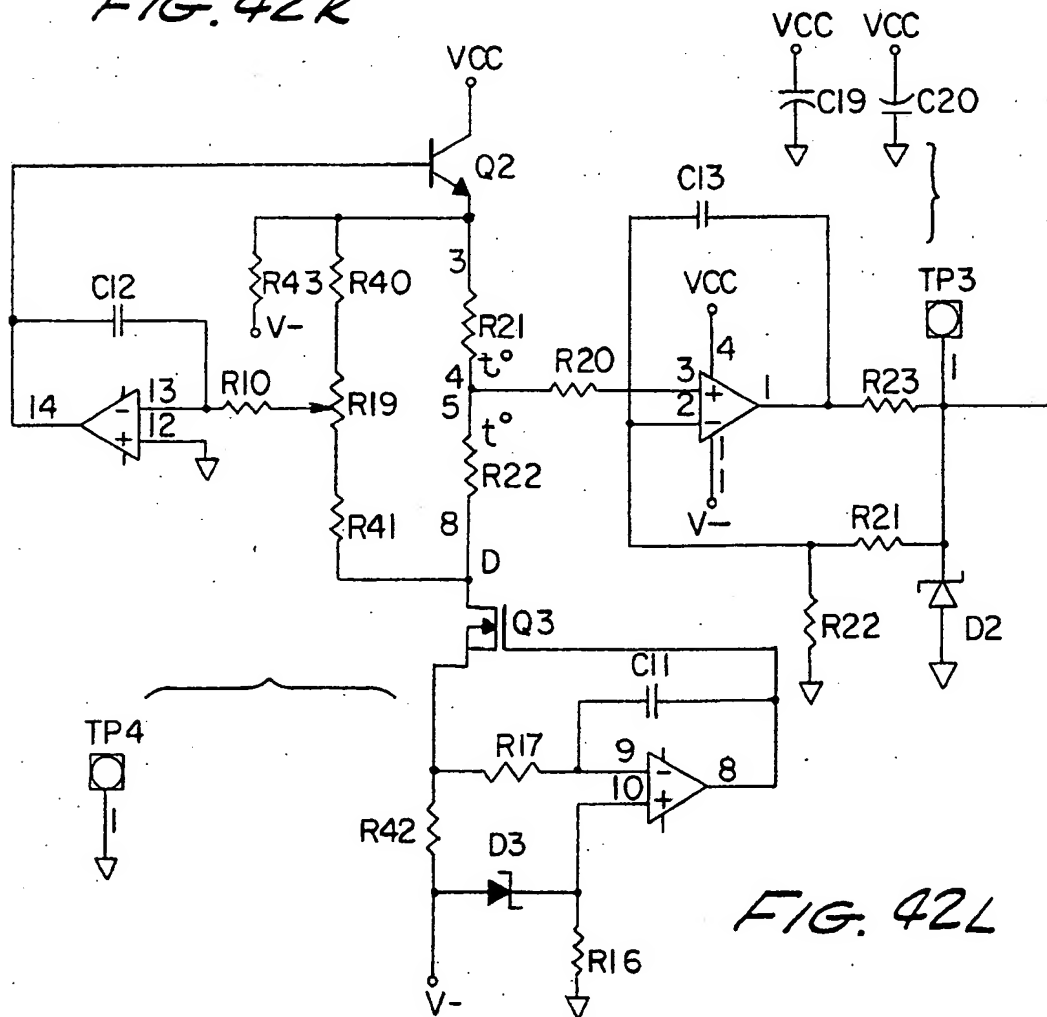 FIG. 42K
VCC VCC
VCC
C19 C20
Q2
C13
3
R43 R40
VCC
TP3
C12
V-
R21
t°
4
R20
3
4
1
R23
1
14
13
R10
R19
4
5
+
2
-
-
12
+
t°
R22
1
1
V-
R21
R41
8
D
R22
D2
Q3
C11
TP4
R17
9
-
8
10
+
1
R42
D3
R16
V-
FIG. 42L